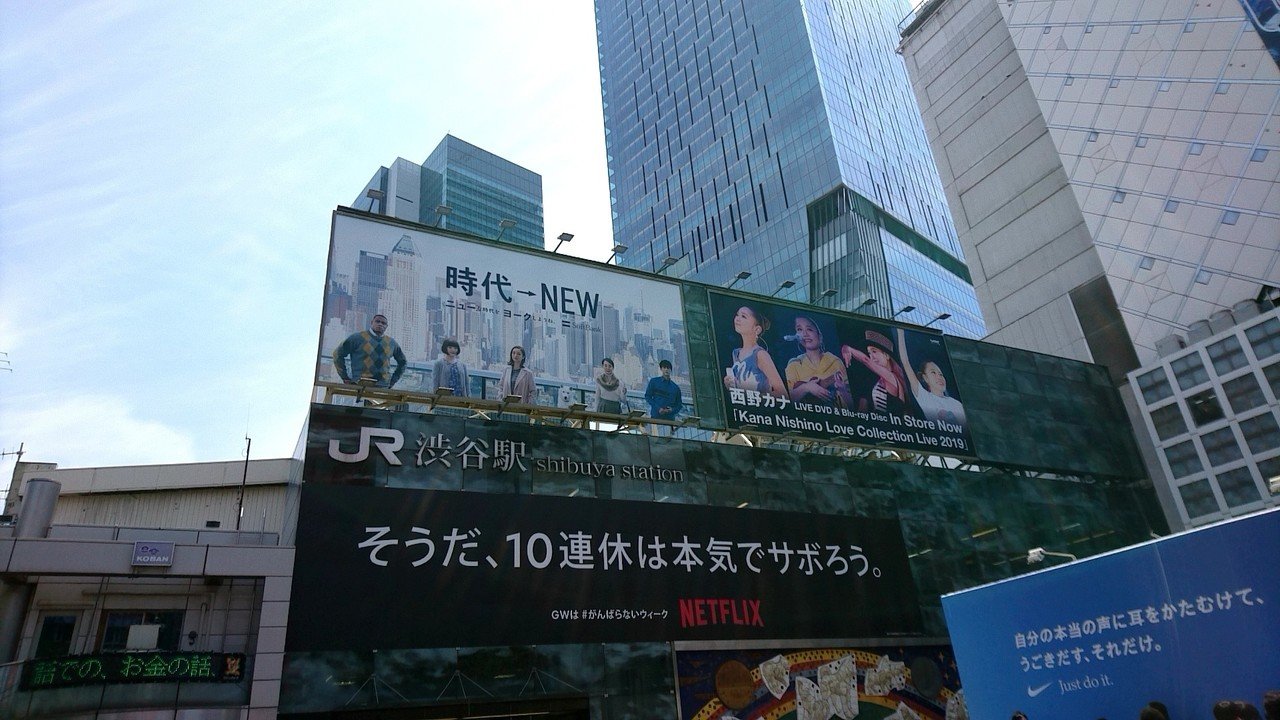 時代→NEW
SoftBank
西野カナ LIVE DVD & Blu-ray Disc In Store Now
「Kana Nishino Love Collection Live 2019」
JR 渋谷駅 shibuya station
そうだ、10連休は本気でサボろう。
GWは #がんばらないウィーク NETFLIX
KOBAN
話での、お金の話
自分の本当の声に耳をかたむけて、
うごきだす、それだけ。
Just do it.